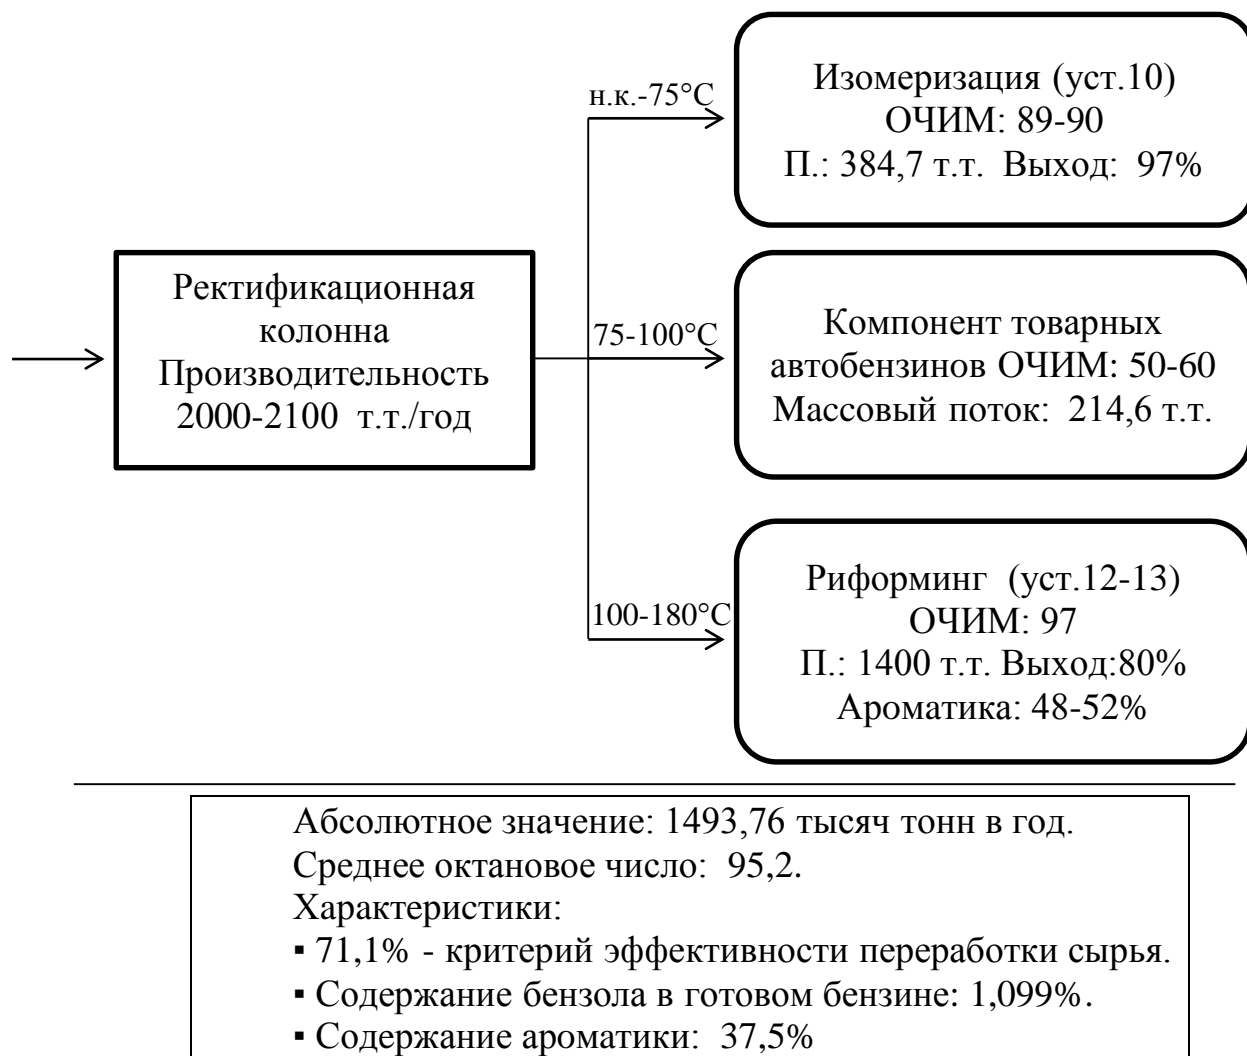 н.к.-75°С
Изомеризация (уст.10)
ОЧИМ: 89-90
П.: 384,7 т.т. Выход: 97%
Ректификационная
колонна
Производительность
2000-2100 т.т./год
75-100°С
Компонент товарных
автобензинов ОЧИМ: 50-60
Массовый поток: 214,6 т.т.
100-180°С
Риформинг (уст.12-13)
ОЧИМ: 97
П.: 1400 т.т. Выход:80%
Ароматика: 48-52%
Абсолютное значение: 1493,76 тысяч тонн в год.
Среднее октановое число: 95,2.
Характеристики:
▪ 71,1% - критерий эффективности переработки сырья.
▪ Содержание бензола в готовом бензине: 1,099%.
▪ Содержание ароматики: 37,5%